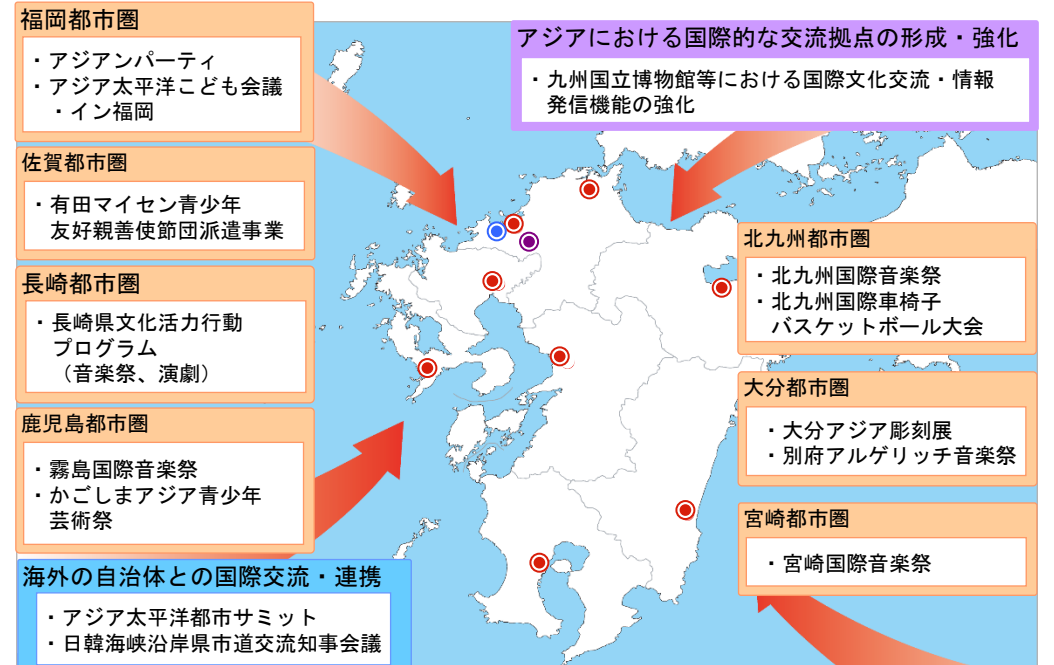 福岡都市圏
・アジアンパーティ
・アジア太平洋こども会議
・イン福岡
アジアにおける国際的な交流拠点の形成・強化
・九州国立博物館等における国際文化交流・情報
発信機能の強化
佐賀都市圏
・有田マイセン青少年
友好親善使節団派遣事業
長崎都市圏
・長崎県文化活力行動
プログラム
（音楽祭、演劇）
鹿児島都市圏
・霧島国際音楽祭
・かごしまアジア青少年
芸術祭
海外の自治体との国際交流・連携
・アジア太平洋都市サミット
・日韓海峡沿岸県市道交流知事会議
北九州都市圏
・北九州国際音楽祭
・北九州国際車椅子
バスケットボール大会
大分都市圏
・大分アジア彫刻展
・別府アルゲリッチ音楽祭
宮崎都市圏
・宮崎国際音楽祭